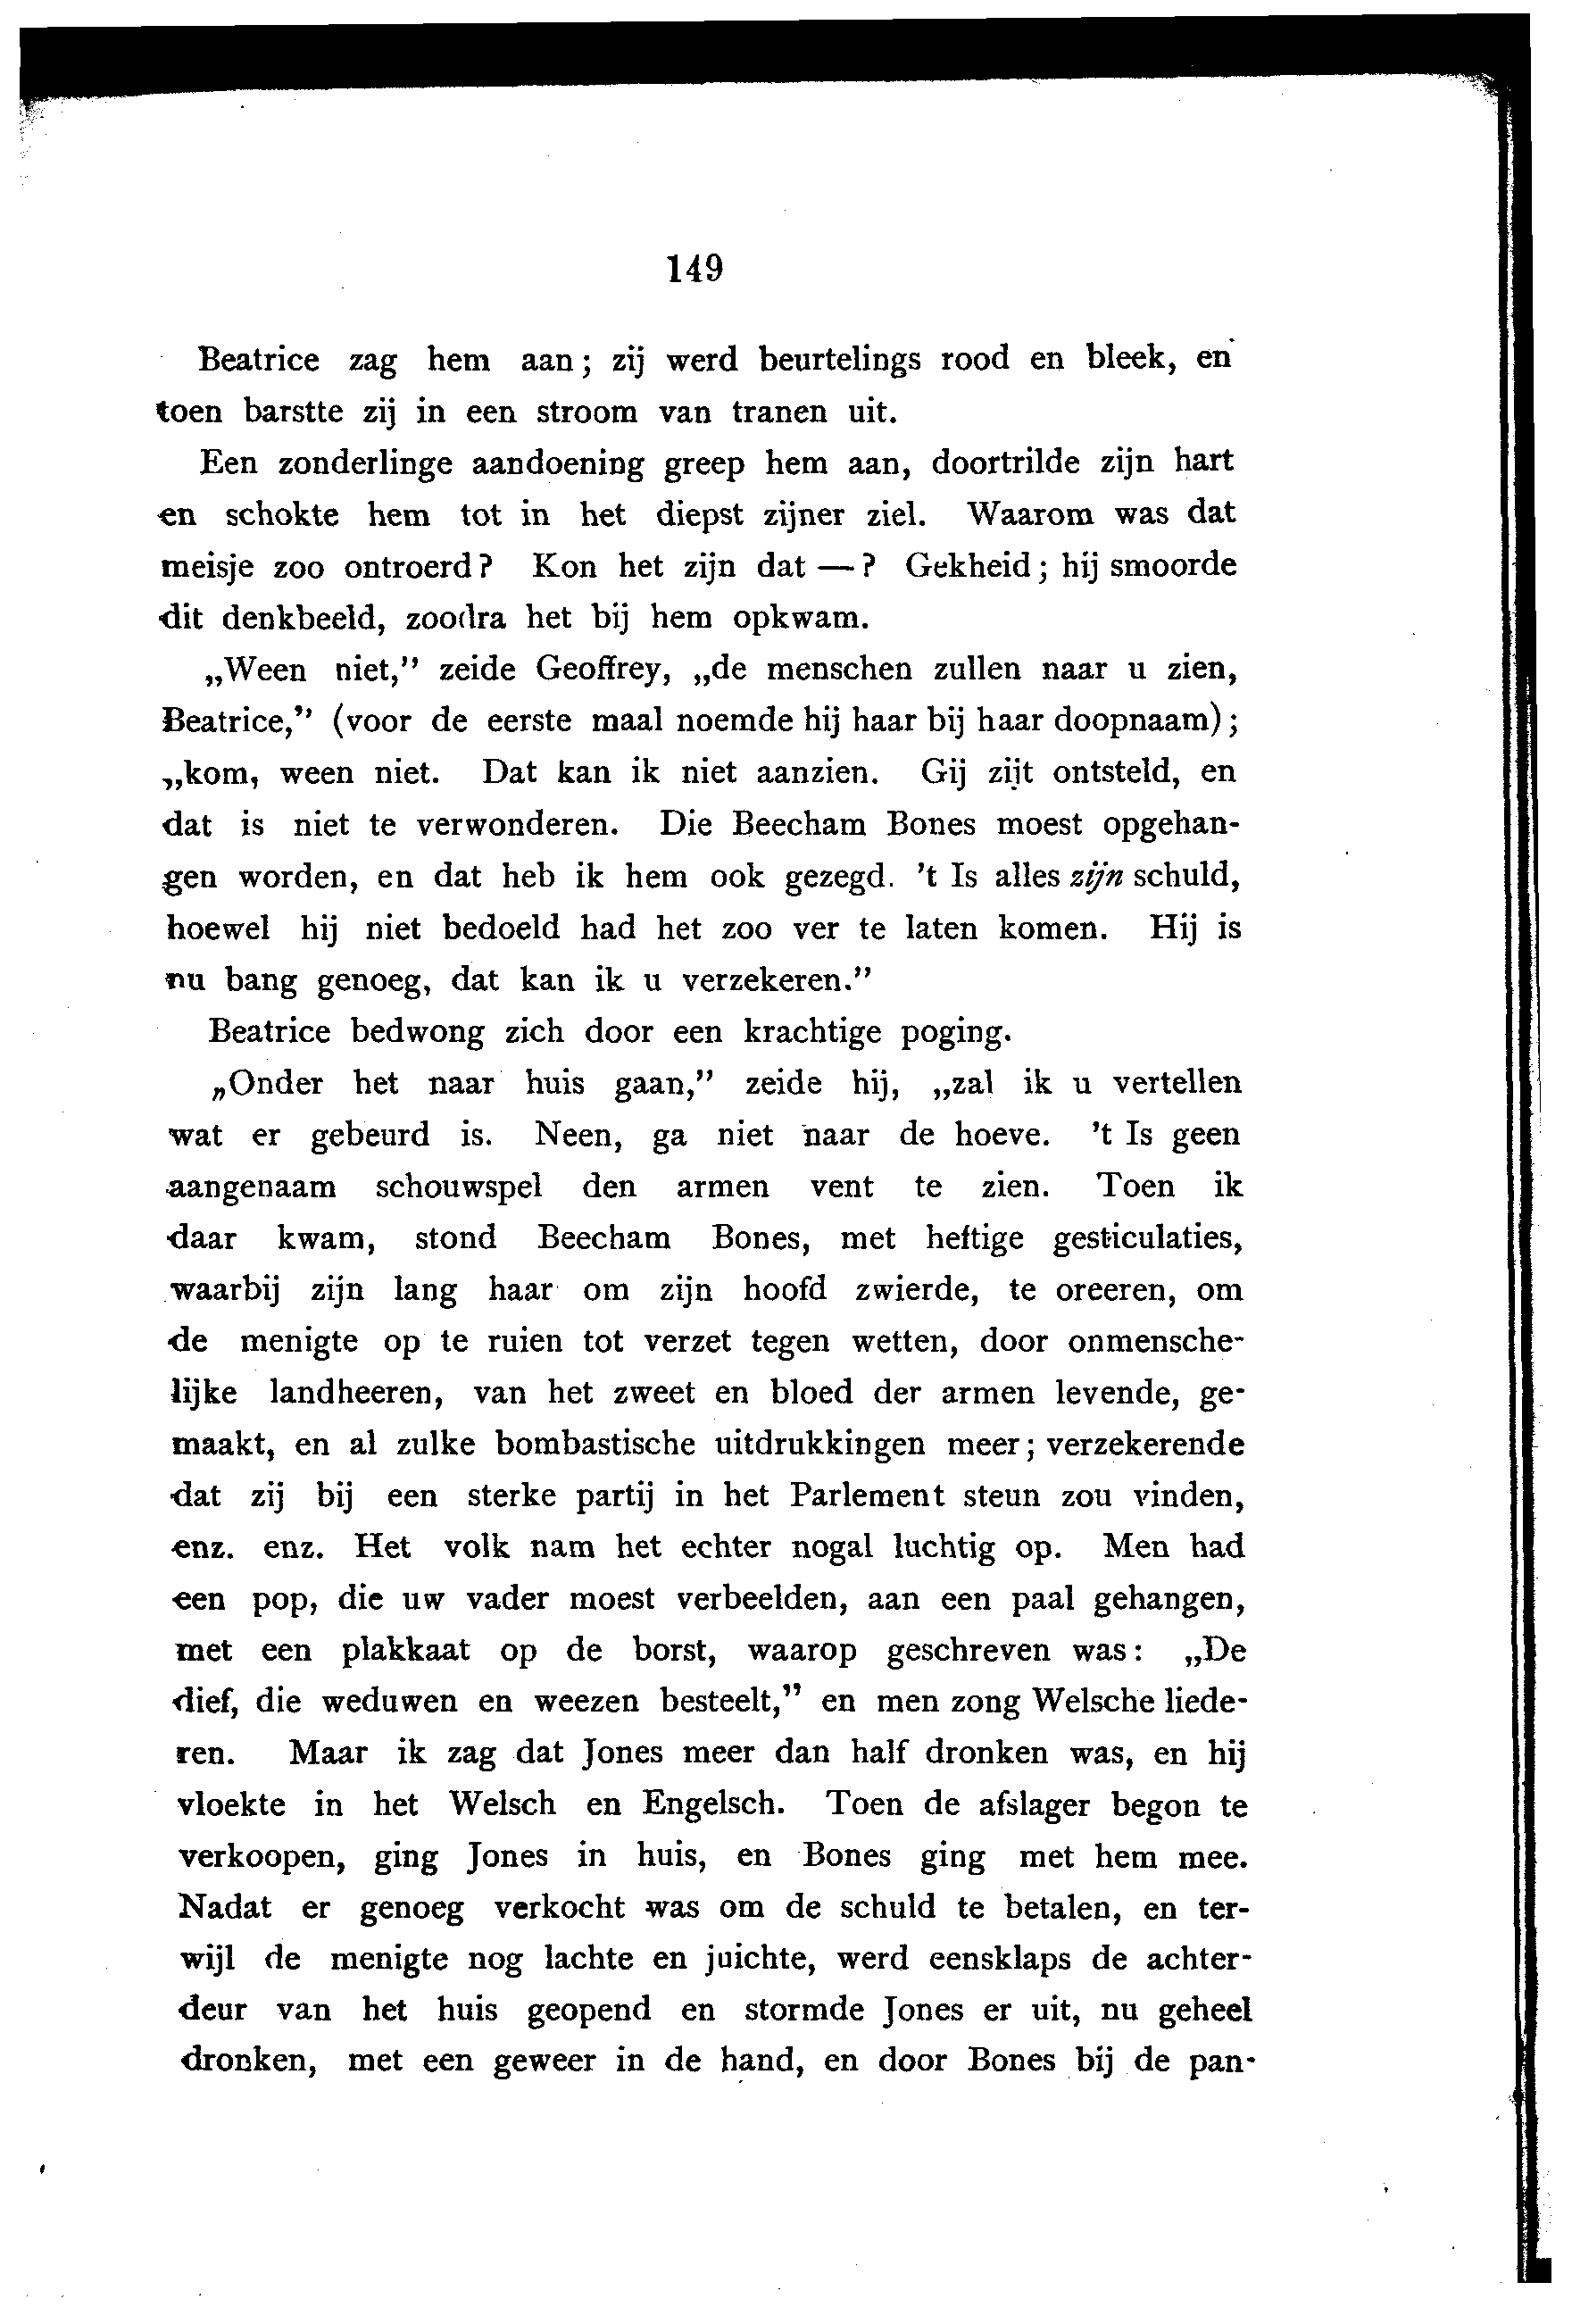 149
Beatrice zag hem aan; zij werd beurtelings rood en bleek, en
toen barstte zij in een stroom van tranen uit.
Een zonderlinge aandoening greep hem aan, doortrilde zijn hart
en schokte hem tot in het diepst zijner ziel. Waarom was dat
meisje zoo ontroerd? Kon het zijn dat —? Gekheid; hij smoorde
dit denkbeeld, zoodra het bij hem opkwam.
„Ween niet,” zeide Geoffrey, „de menschen zullen naar u zien,
Beatrice,” (voor de eerste maal noemde hij haar bij haar doopnaam);
„kom, ween niet. Dat kan ik niet aanzien. Gij zijt ontsteld, en
dat is niet te verwonderen. Die Beecham Bones moest opgehan-
gen worden, en dat heb ik hem ook gezegd. 't Is alles zijn schuld,
hoewel hij niet bedoeld had het zoo ver te laten komen. Hij is
nu bang genoeg, dat kan ik u verzekeren.”
Beatrice bedwong zich door een krachtige poging.
„Onder het naar huis gaan,” zeide hij, „zal ik u vertellen
wat er gebeurd is. Neen, ga niet naar de hoeve. 't Is geen
aangenaam schouwspel den armen vent te zien. Toen ik
daar kwam, stond Beecham Bones, met heftige gesticulaties,
waarbij zijn lang haar om zijn hoofd zwierde, te oreeren, om
de menigte op te ruien tot verzet tegen wetten, door onmensche-
lijke landheeren, van het zweet en bloed der armen levende, ge-
maakt, en al zulke bombastische uitdrukkingen meer; verzekerende
dat zij bij een sterke partij in het Parlement steun zou vinden,
enz. enz. Het volk nam het echter nogal luchtig op. Men had
een pop, die uw vader moest verbeelden, aan een paal gehangen,
met een plakkaat op de borst, waarop geschreven was: „De
dief, die weduwen en weezen besteelt,” en men zong Welsche liede-
ren. Maar ik zag dat Jones meer dan half dronken was, en hij
vloekte in het Welsch en Engelsch. Toen de afslager begon te
verkoopen, ging Jones in huis, en Bones ging met hem mee.
Nadat er genoeg verkocht was om de schuld te betalen, en ter-
wijl de menigte nog lachte en juichte, werd eensklaps de achter-
deur van het huis geopend en stormde Jones er uit, nu geheel
dronken, met een geweer in de hand, en door Bones bij de pan-